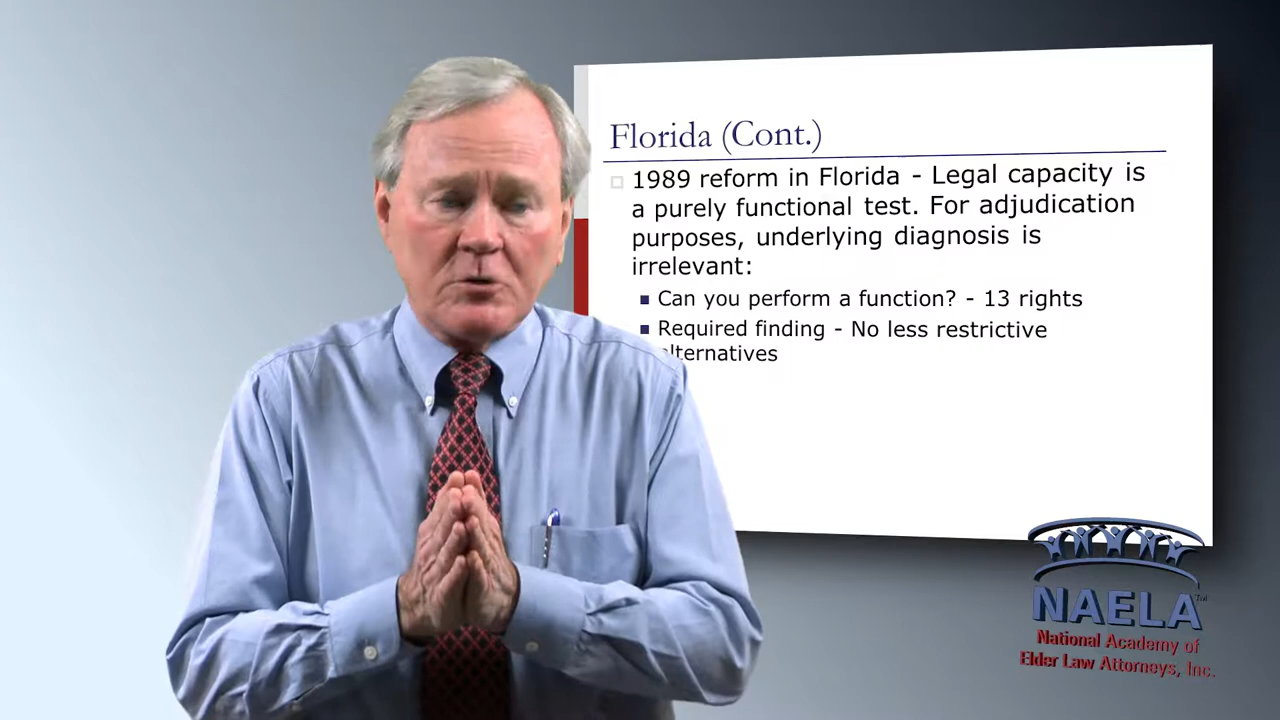 Florida (Cont.)
1989 reform in Florida - Legal capacity is
a purely functional test. For adjudication
purposes, underlying diagnosis is
irrelevant:
Can you perform a function? - 13 rights
Required finding - No less restrictive
alternatives
NAELA
National Academy of
Elder Law Attorneys, Inc.